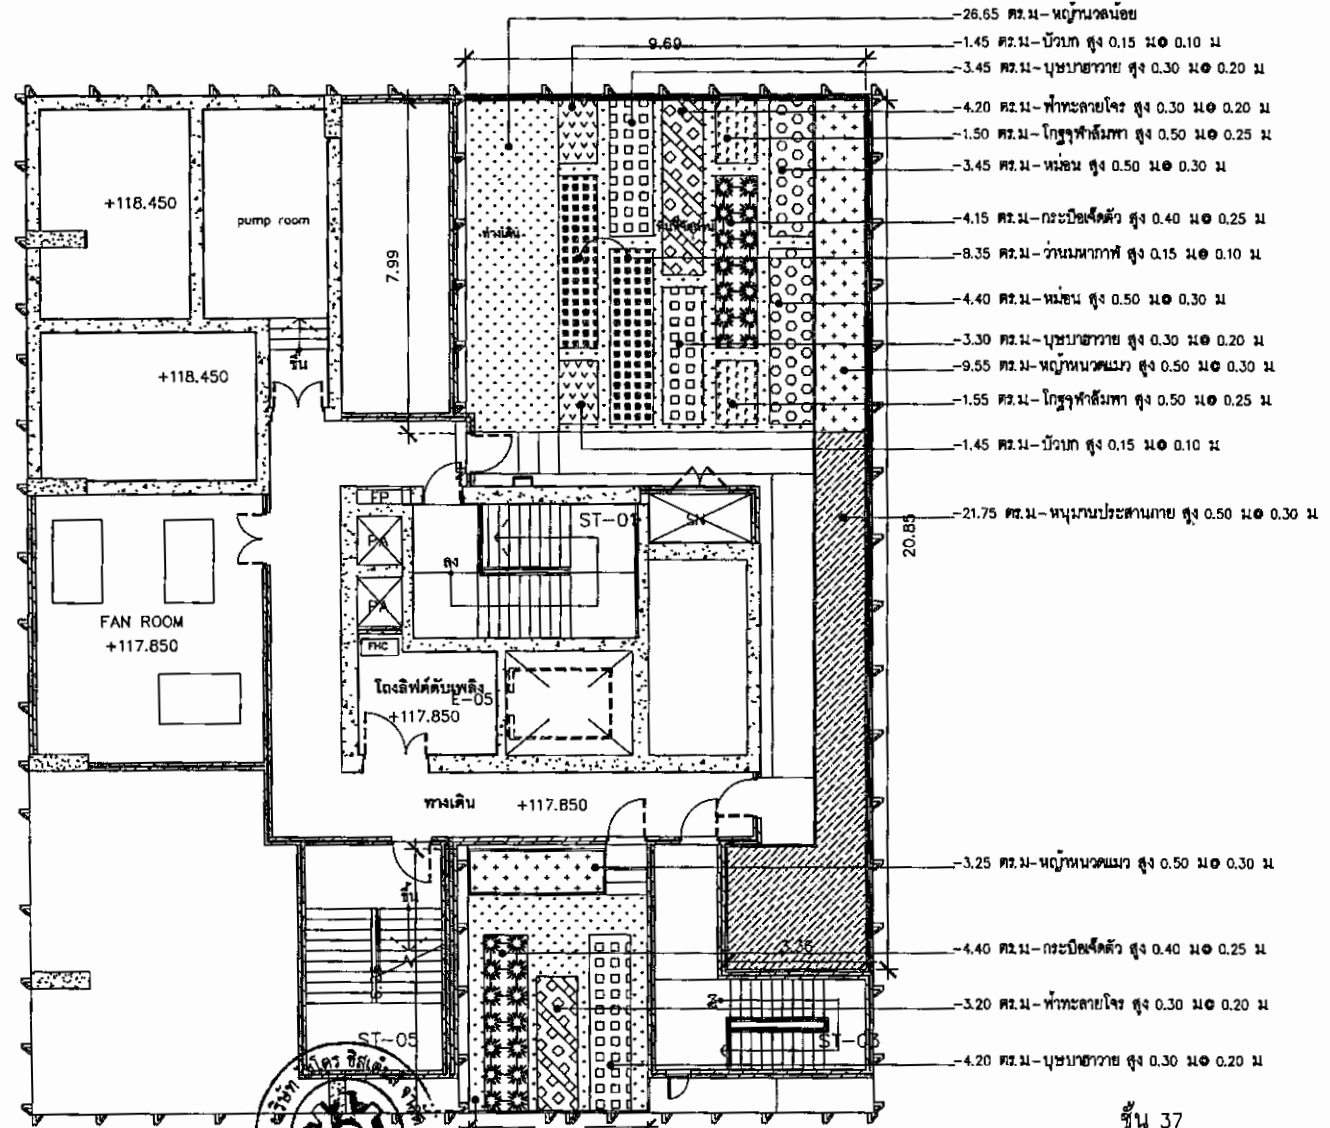 -26.65 ตร.ม-หญ้านวลน้อย
9.69
-1.45 ตร.ม-บัวบก สูง 0.15 ม@ 0.10 ม
-3.45 ตร.ม-บุษบาฮาวาย สูง 0.30 ม@ 0.20 ม
-4.20 ตร.ม-ฟ้าทะลายโจร สูง 0.30 ม@ 0.20 ม
-1.50 ตร.ม-โกฐจุฬาลัมพา สูง 0.50 ม@ 0.25 ม
-3.45 ตร.ม-หม่อน สูง 0.50 ม@ 0.30 ม
+118.450
pump room
-4.15 ตร.ม-กระบือเจ็ดตัว สูง 0.40 ม@ 0.25 ม
ทางเดิน
7.99
-8.35 ตร.ม-ว่านมหากาฬ สูง 0.15 ม@ 0.10 ม
-4.40 ตร.ม-หม่อน สูง 0.50 ม@ 0.30 ม
-3.30 ตร.ม-บุษบาฮาวาย สูง 0.30 ม@ 0.20 ม
ขึ้น
+118.450
-9.55 ตร.ม-หญ้าหนวดแมว สูง 0.50 ม@ 0.30 ม
-1.55 ตร.ม-โกฐจุฬาลัมพา สูง 0.50 ม@ 0.25 ม
-1.45 ตร.ม-บัวบก สูง 0.15 ม@ 0.10 ม
FP
ST-01
SN
-21.75 ตร.ม-หนุมานประสานกาย สูง 0.50 ม@ 0.30 ม
20.85
PA
ลง
PA
FAN ROOM
+117.850
FHC
โถงลิฟต์ดับเพลิง
E-05
+117.850
ทางเดิน +117.850
-3.25 ตร.ม-หญ้าหนวดแมว สูง 0.50 ม@ 0.30 ม
ขึ้น
-4.40 ตร.ม-กระบือเจ็ดตัว สูง 0.40 ม@ 0.25 ม
ลง
-3.20 ตร.ม-ฟ้าทะลายโจร สูง 0.30 ม@ 0.20 ม
ST-05
ST-03
-4.20 ตร.ม-บุษบาฮาวาย สูง 0.30 ม@ 0.20 ม
ชั้น 37